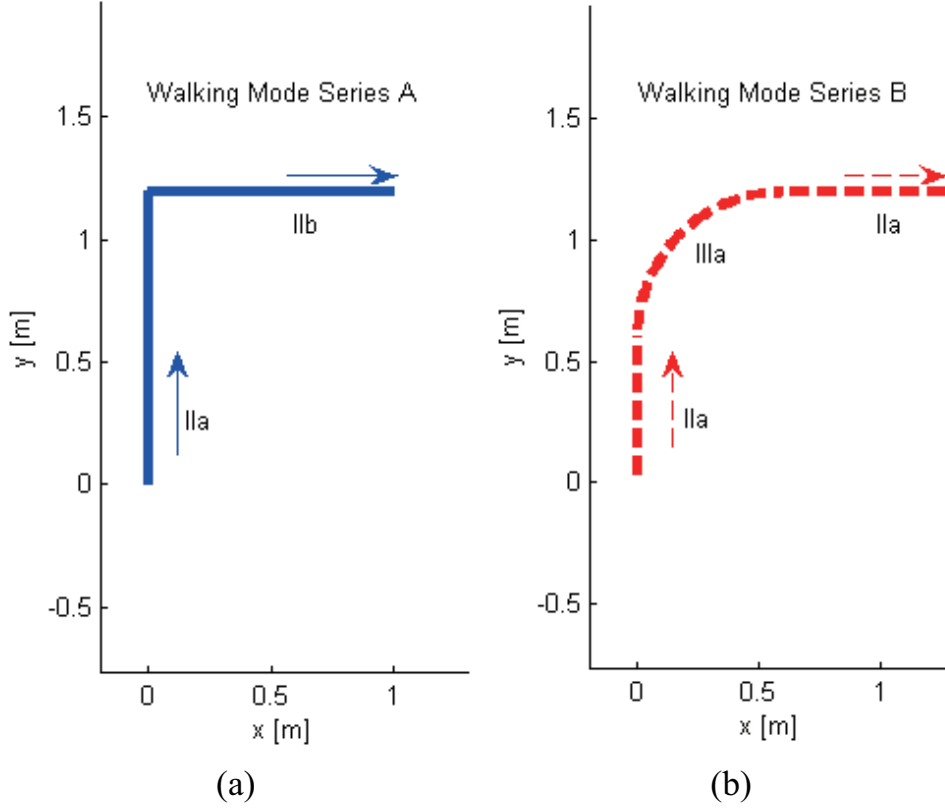 Walking Mode Series A
1.5
1
0.5
0
-0.5
y [m]
IIb
IIa
0
0.5
1
x [m]
(a)
Walking Mode Series B
1.5
1
0.5
0
-0.5
y [m]
IIa
IIIa
IIa
0
0.5
1
x [m]
(b)